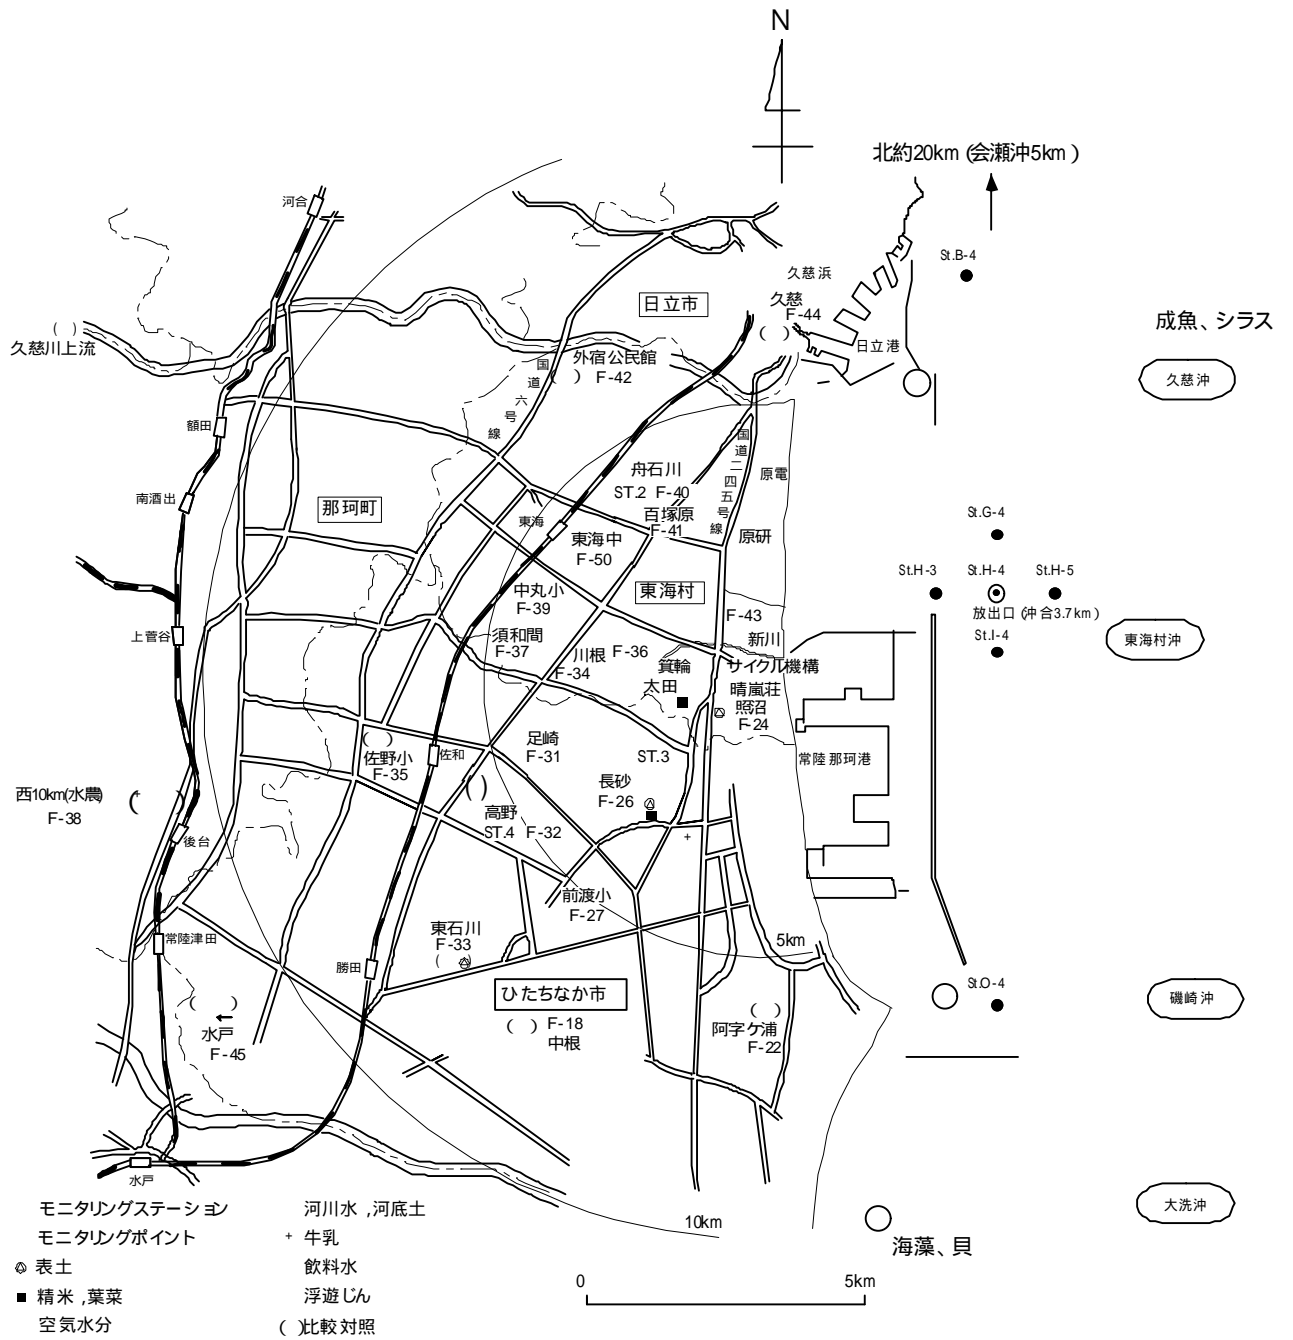 N
北約20km (会瀬沖5km)
河合
St.B-4
久慈浜
日立市
久慈
F-44
( )
成魚、シラス
( )
久慈川上流
日立港
外宿公民館
( ) F-42
久慈沖
国道六号線
額田
国道二四五号線
原電
舟石川
ST.2 F-40
南酒出
那珂町
百塚原
F-41
St.G-4
東海
東海中
F-50
原研
St.H-3
St.H-4
St.H-5
中丸小
F-39
東海村
放出口 (沖合3.7km)
F-43
上菅谷
須和間
F-37
新川
St.I-4
東海村沖
川根 F-36
F-34
箕輪
サイクル機構
太田
晴嵐荘
照沼
F-24
( )
佐野小
F-35
佐和
足崎
F-31
ST.3
常陸那珂港
西10km(水農)
F-38
( + )
長砂
F-26
( )
高野
ST.4 F-32
後台
+
前渡小
F-27
東石川
F-33
( )
常陸津田
5km
勝田
St.O-4
ひたちなか市
磯崎沖
( )
←
水戸
F-45
( ) F-18
中根
( )
阿字ケ浦
F-22
水戸
10km
大洗沖
海藻、貝
モニタリングステーション
モニタリングポイント
表土
精米 ,葉菜
空気水分
河川水 ,河底土
+ 牛乳
飲料水
浮遊じん
( )比較対照
0
5km